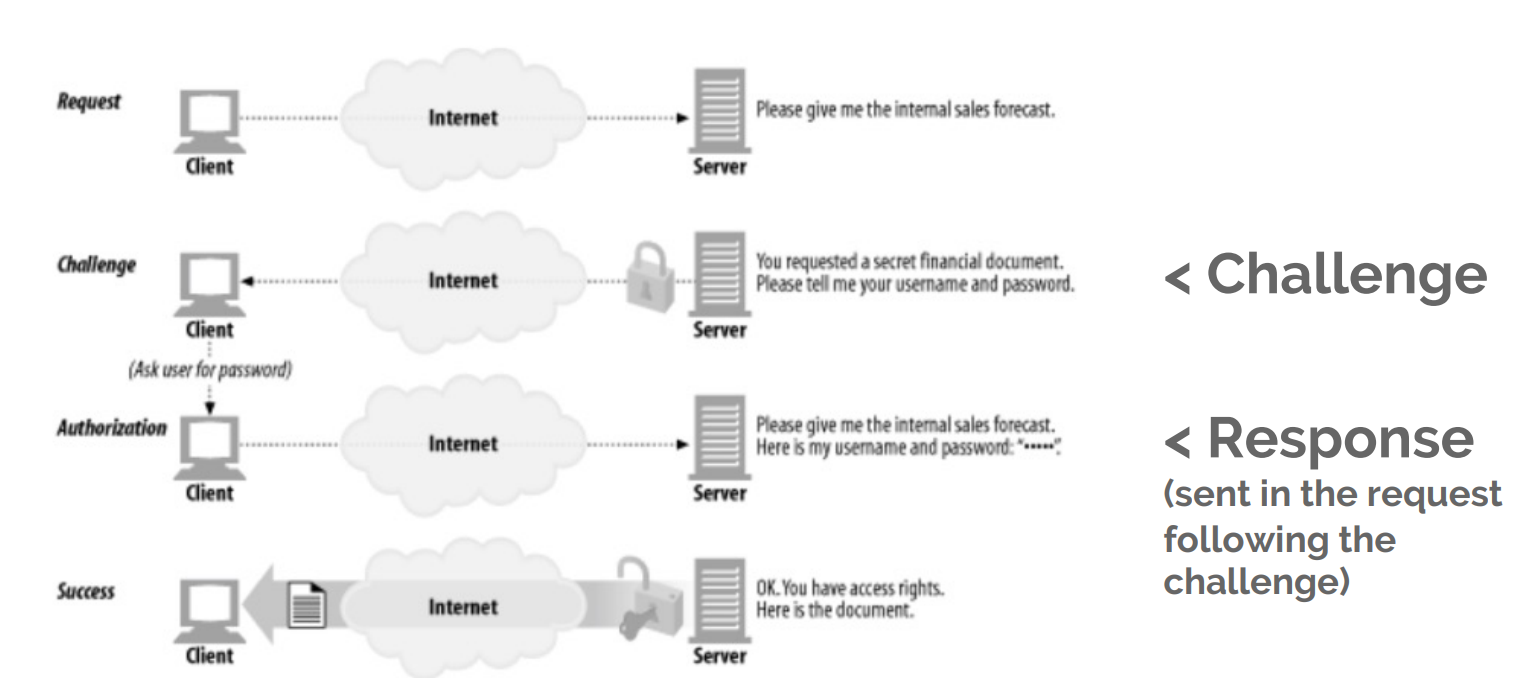 Request
Client
Internet
Server
Please give me the internal sales forecast.
Challenge
Client
Internet
Server
You requested a secret financial document.
Please tell me your username and password.
< Challenge
(Ask user for password)
Authorization
Client
Internet
Server
Please give me the internal sales forecast.
Here is my username and password: "•••••".
< Response
(sent in the request
following the
challenge)
Success
Client
Internet
Server
OK. You have access rights.
Here is the document.